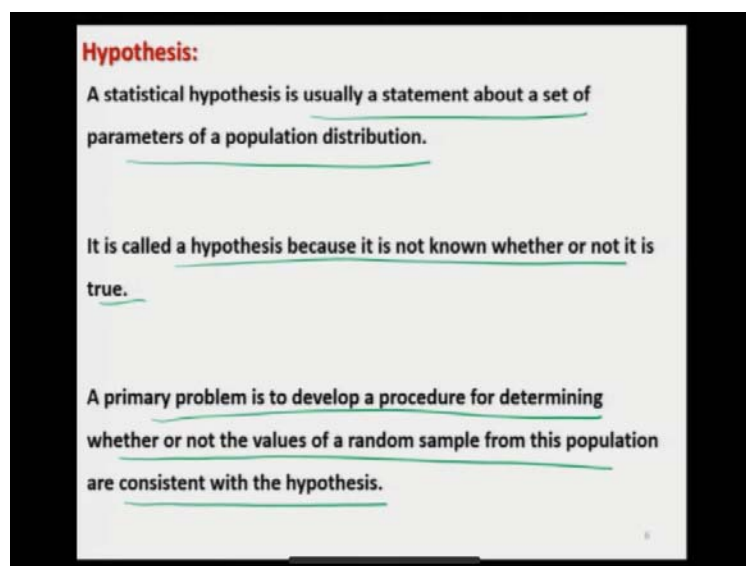 Hypothesis:
A statistical hypothesis is usually a statement about a set of
parameters of a population distribution.
It is called a hypothesis because it is not known whether or not it is
true.
A primary problem is to develop a procedure for determining
whether or not the values of a random sample from this population
are consistent with the hypothesis.